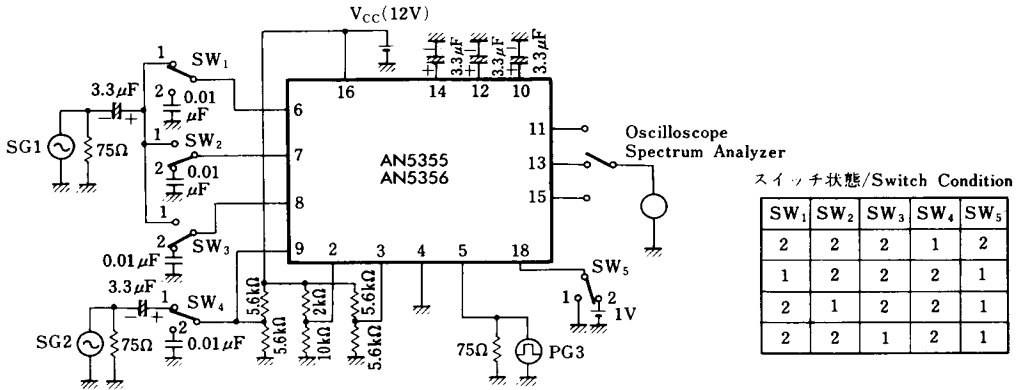 V_CC(12V)
1
SW₁
3.3μF
2
0.01
μF
− +
SG1
75Ω
1
SW₂
2
0.01
μF
1
2
SW₃
0.01μF
3.3μF
1
SW₄
− +
2
0.01μF
SG2
75Ω
− + 3.3μF
− + 3.3μF
− + 3.3μF
16 14 12 10
6
7
8
9
AN5355
AN5356
11
13
15
2 3 4 5 18
Oscilloscope
Spectrum Analyzer
5.6kΩ
5.6kΩ
2kΩ
10kΩ
5.6kΩ
5.6kΩ
75Ω
PG3
SW₅
1
2
1V
スイッチ状態/Switch Condition
SW₁ SW₂ SW₃ SW₄ SW₅
2 2 2 1 2
1 2 2 2 1
2 1 2 2 1
2 2 1 2 1